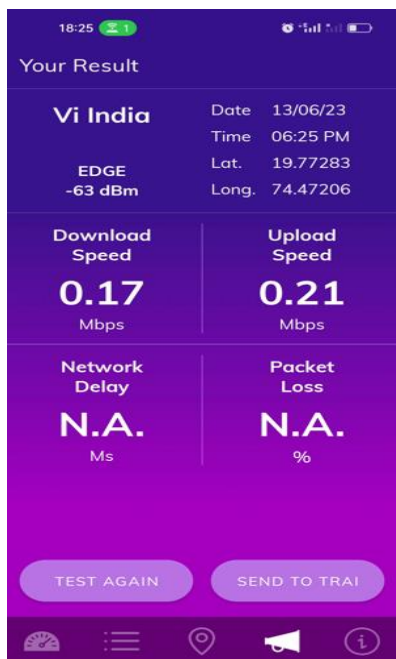 18:25 1
Your Result
Vi India
EDGE
-63 dBm
Date 13/06/23
Time 06:25 PM
Lat. 19.77283
Long. 74.47206
Download
Speed
0.17
Mbps
Upload
Speed
0.21
Mbps
Network
Delay
N.A.
Ms
Packet
Loss
N.A.
%
TEST AGAIN
SEND TO TRAI